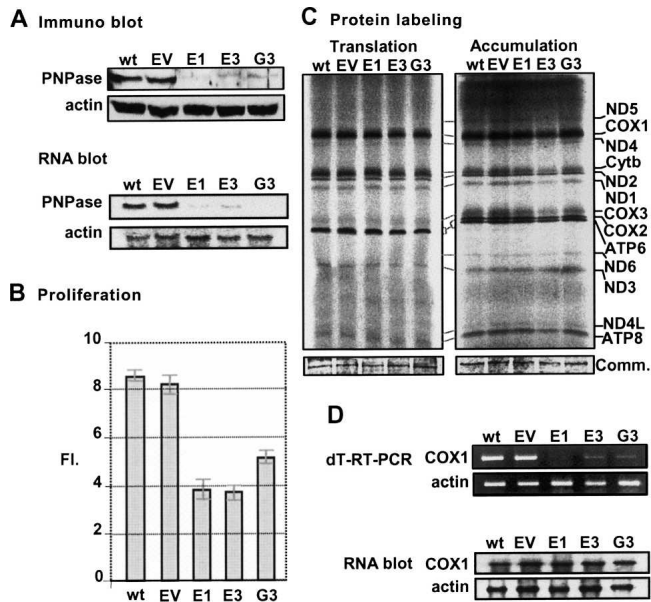 A Immuno blot
wt EV E1 E3 G3
PNPase
actin
RNA blot
wt EV E1 E3 G3
PNPase
actin
B Proliferation
10
8
6
FI.
4
2
0
wt EV E1 E3 G3
C Protein labeling
Translation Accumulation
wt EV E1 E3 G3 wt EV E1 E3 G3
ND5
COX1
ND4
Cytb
ND2
ND1
COX3
COX2
ATP6
ND6
ND3
ND4L
ATP8
Comm.
D
wt EV E1 E3 G3
dT-RT-PCR COX1
actin
wt EV E1 E3 G3
RNA blot COX1
actin